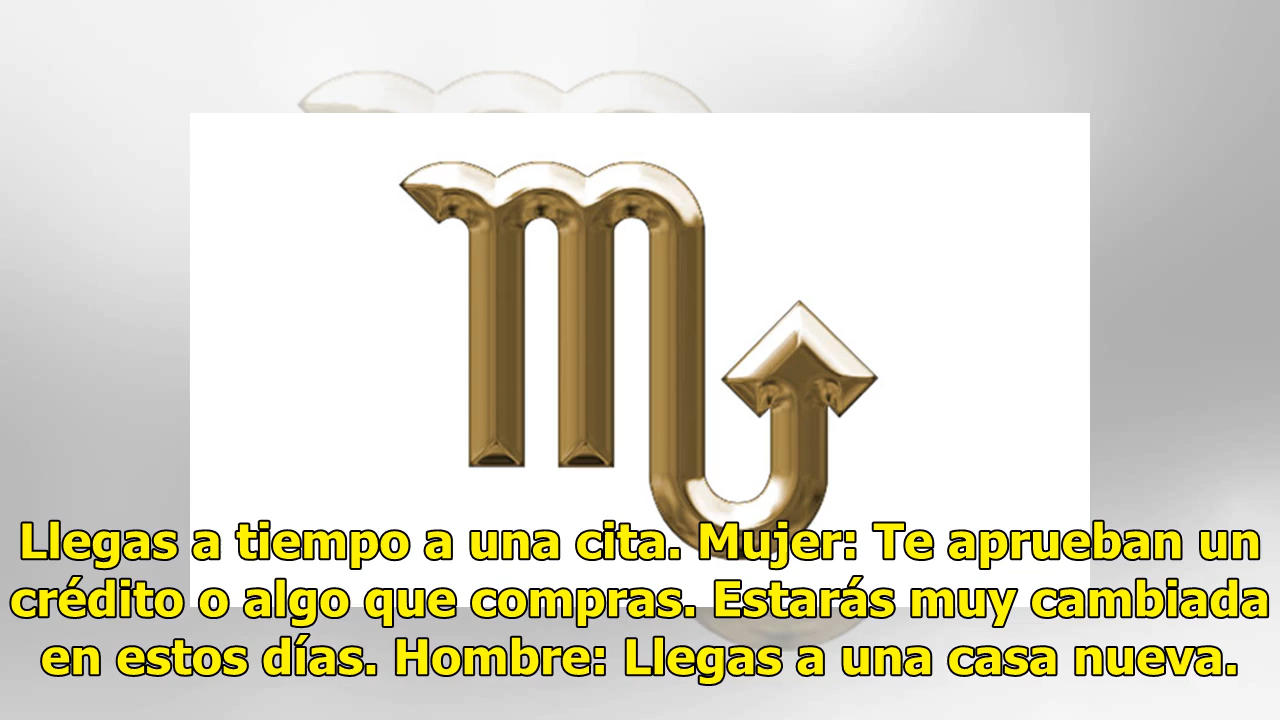 Llegas a tiempo a una cita. Mujer: Te aprueban un
crédito o algo que compras. Estarás muy cambiada
en estos días. Hombre: Llegas a una casa nueva.